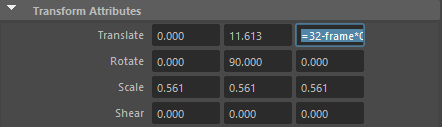 Transform Attributes
Translate 0.000 11.613 =32-frame*0
Rotate 0.000 90.000 0.000
Scale 0.561 0.561 0.561
Shear 0.000 0.000 0.000